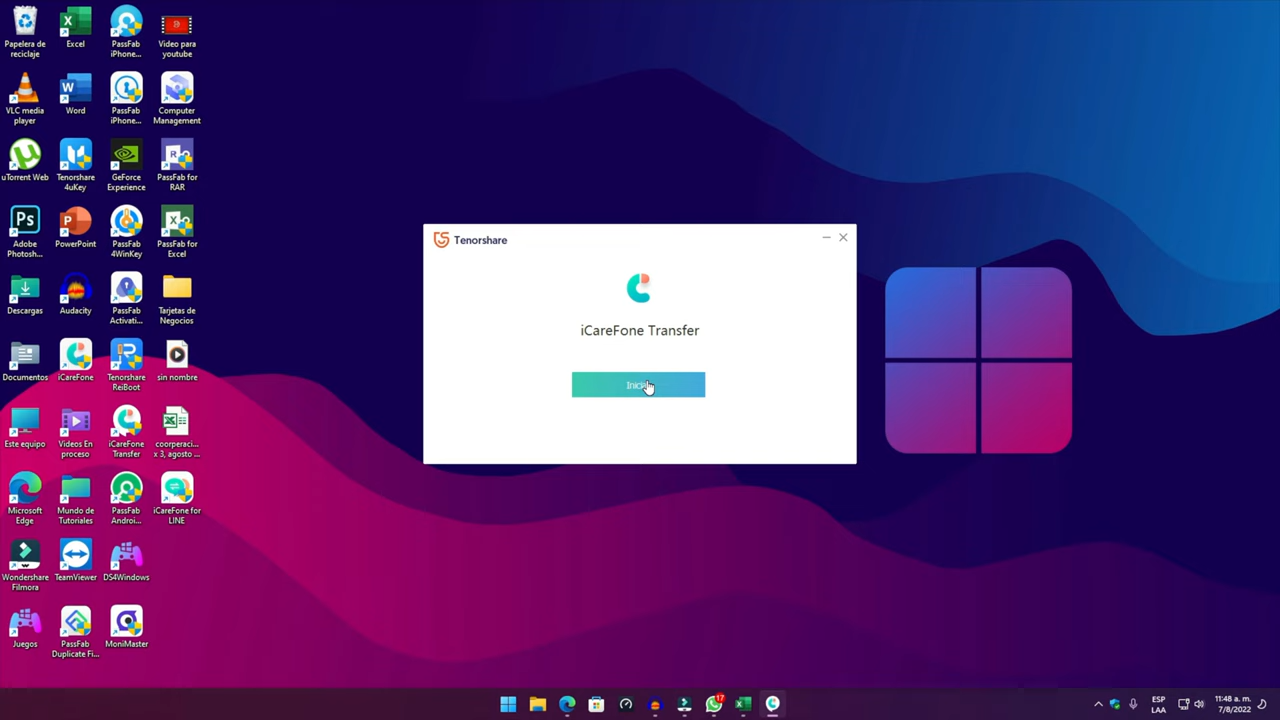 Papelera de
reciclaje
Excel
PassFab
iPhone...
Video para
youtube
VLC media
player
Word
PassFab
iPhone...
Computer
Management
uTorrent Web
Tenorshare
4uKey
GeForce
Experience
PassFab for
RAR
Adobe
Photosh...
PowerPoint
PassFab
4WinKey
PassFab for
Excel
Descargas
Audacity
PassFab
Activati...
Tarjetas de
Negocios
Documentos
iCareFone
Tenorshare
ReiBoot
sin nombre
Este equipo
Videos En
proceso
iCareFone
Transfer
coorperaci...
x 3, agosto ...
Microsoft
Edge
Mundo de
Tutoriales
PassFab
Androi...
iCareFone for
LINE
Wondershare
Filmora
TeamViewer
DS4Windows
Juegos
PassFab
Duplicate Fi...
MoniMaster
Tenorshare
iCareFone Transfer
17
ESP
LAA
11:48 a. m.
7/8/2022